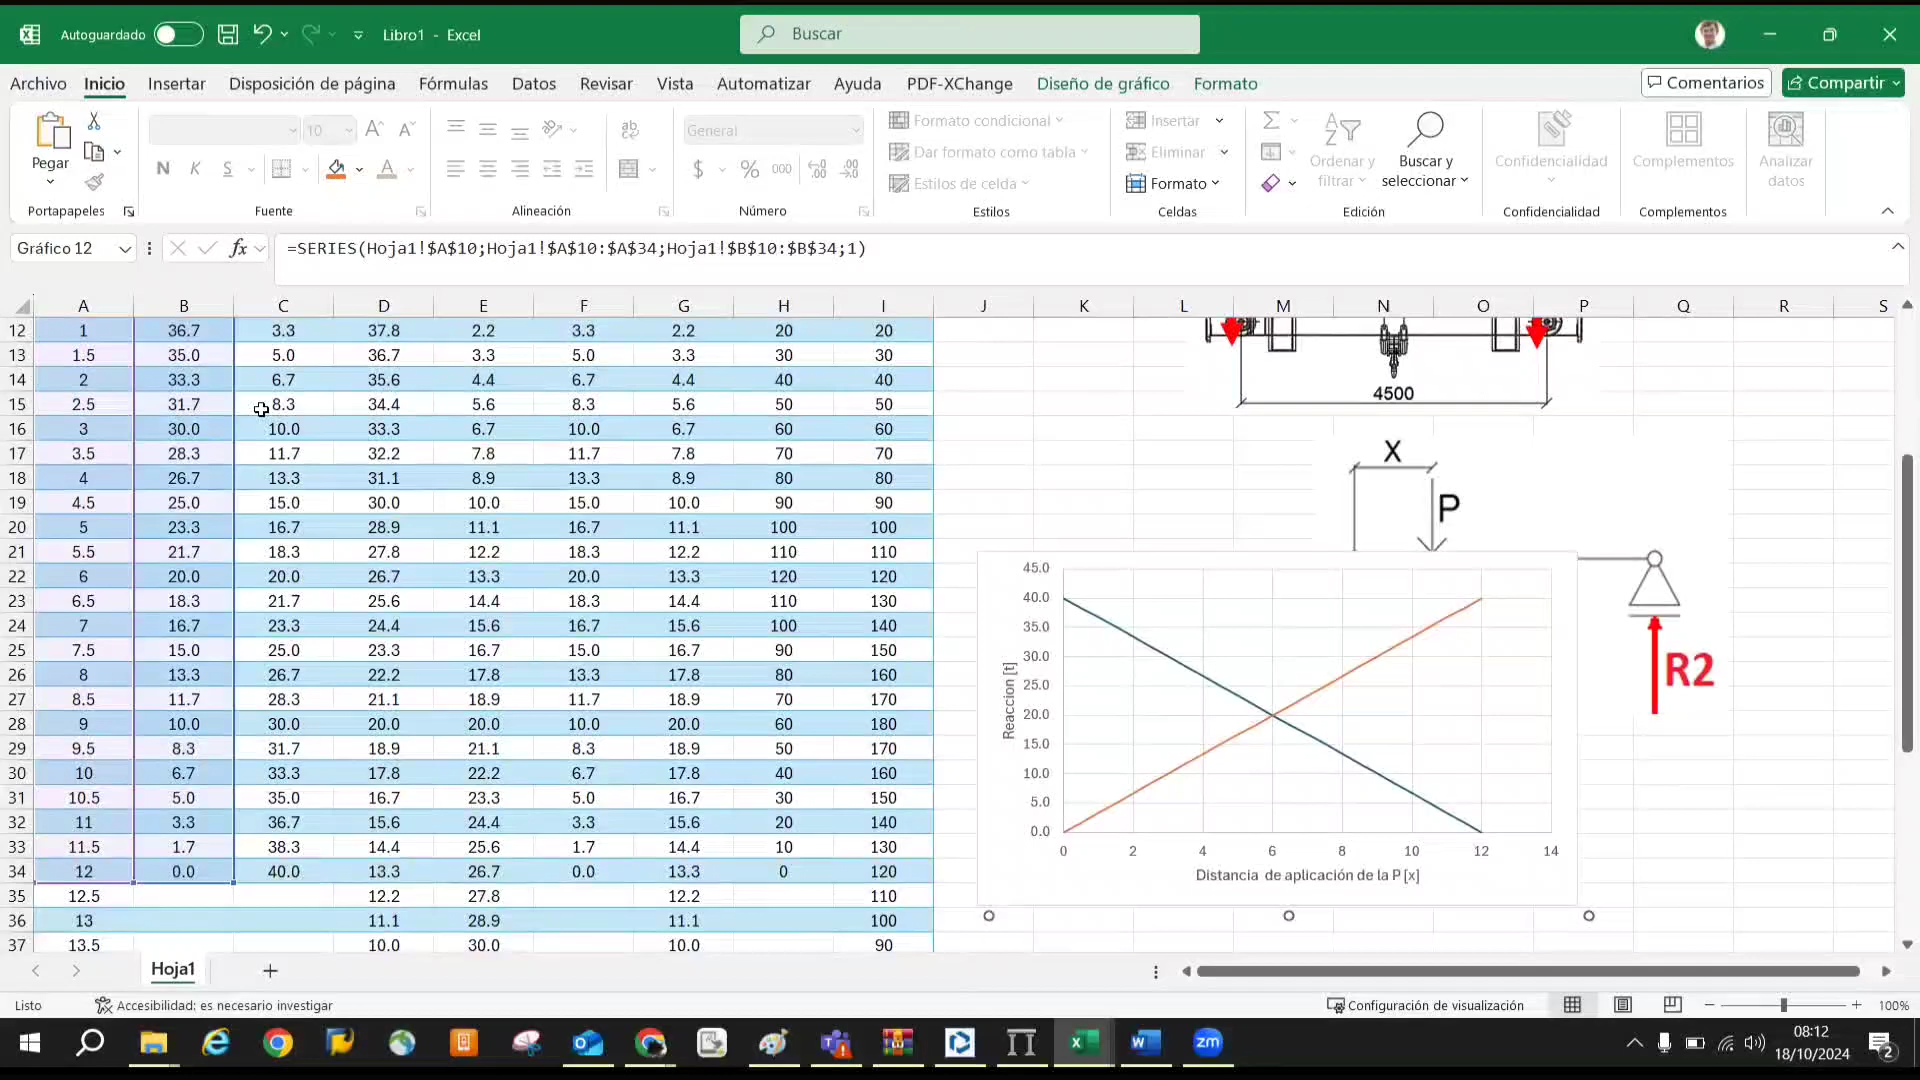 Autoguardado
Libro1 - Excel
Buscar
Archivo Inicio Insertar Disposición de página Fórmulas Datos Revisar Vista Automatizar Ayuda PDF-XChange Diseño de gráfico Formato
Comentarios Compartir
Pegar
Portapapeles
10
N K S
Fuente
Alineación
General
$ % 000
Número
Formato condicional
Dar formato como tabla
Estilos de celda
Estilos
Insertar
Eliminar
Formato
Celdas
Ordenar y filtrar
Buscar y seleccionar
Edición
Confidencialidad
Confidencialidad
Complementos
Complementos
Analizar datos
Gráfico 12
fx
=SERIES(Hoja1!$A$10;Hoja1!$A$10:$A$34;Hoja1!$B$10:$B$34;1)
A B C D E F G H I J K L M N O P Q R S
12 1 36.7 3.3 37.8 2.2 3.3 2.2 20 20
13 1.5 35.0 5.0 36.7 3.3 5.0 3.3 30 30
14 2 33.3 6.7 35.6 4.4 6.7 4.4 40 40
15 2.5 31.7 8.3 34.4 5.6 8.3 5.6 50 50
16 3 30.0 10.0 33.3 6.7 10.0 6.7 60 60
17 3.5 28.3 11.7 32.2 7.8 11.7 7.8 70 70
18 4 26.7 13.3 31.1 8.9 13.3 8.9 80 80
19 4.5 25.0 15.0 30.0 10.0 15.0 10.0 90 90
20 5 23.3 16.7 28.9 11.1 16.7 11.1 100 100
21 5.5 21.7 18.3 27.8 12.2 18.3 12.2 110 110
22 6 20.0 20.0 26.7 13.3 20.0 13.3 120 120
23 6.5 18.3 21.7 25.6 14.4 18.3 14.4 110 130
24 7 16.7 23.3 24.4 15.6 16.7 15.6 100 140
25 7.5 15.0 25.0 23.3 16.7 15.0 16.7 90 150
26 8 13.3 26.7 22.2 17.8 13.3 17.8 80 160
27 8.5 11.7 28.3 21.1 18.9 11.7 18.9 70 170
28 9 10.0 30.0 20.0 20.0 10.0 20.0 60 180
29 9.5 8.3 31.7 18.9 21.1 8.3 18.9 50 170
30 10 6.7 33.3 17.8 22.2 6.7 17.8 40 160
31 10.5 5.0 35.0 16.7 23.3 5.0 16.7 30 150
32 11 3.3 36.7 15.6 24.4 3.3 15.6 20 140
33 11.5 1.7 38.3 14.4 25.6 1.7 14.4 10 130
34 12 0.0 40.0 13.3 26.7 0.0 13.3 0 120
35 12.5 12.2 27.8 12.2 110
36 13 11.1 28.9 11.1 100
37 13.5 10.0 30.0 10.0 90
4500
X
P
R2
45.0
40.0
35.0
30.0
25.0
20.0
15.0
10.0
5.0
0.0
Reaccion [t]
0 2 4 6 8 10 12 14
Distancia de aplicación de la P [x]
Hoja1
Listo
Accesibilidad: es necesario investigar
Configuración de visualización
100%
zm
08:12
18/10/2024
2